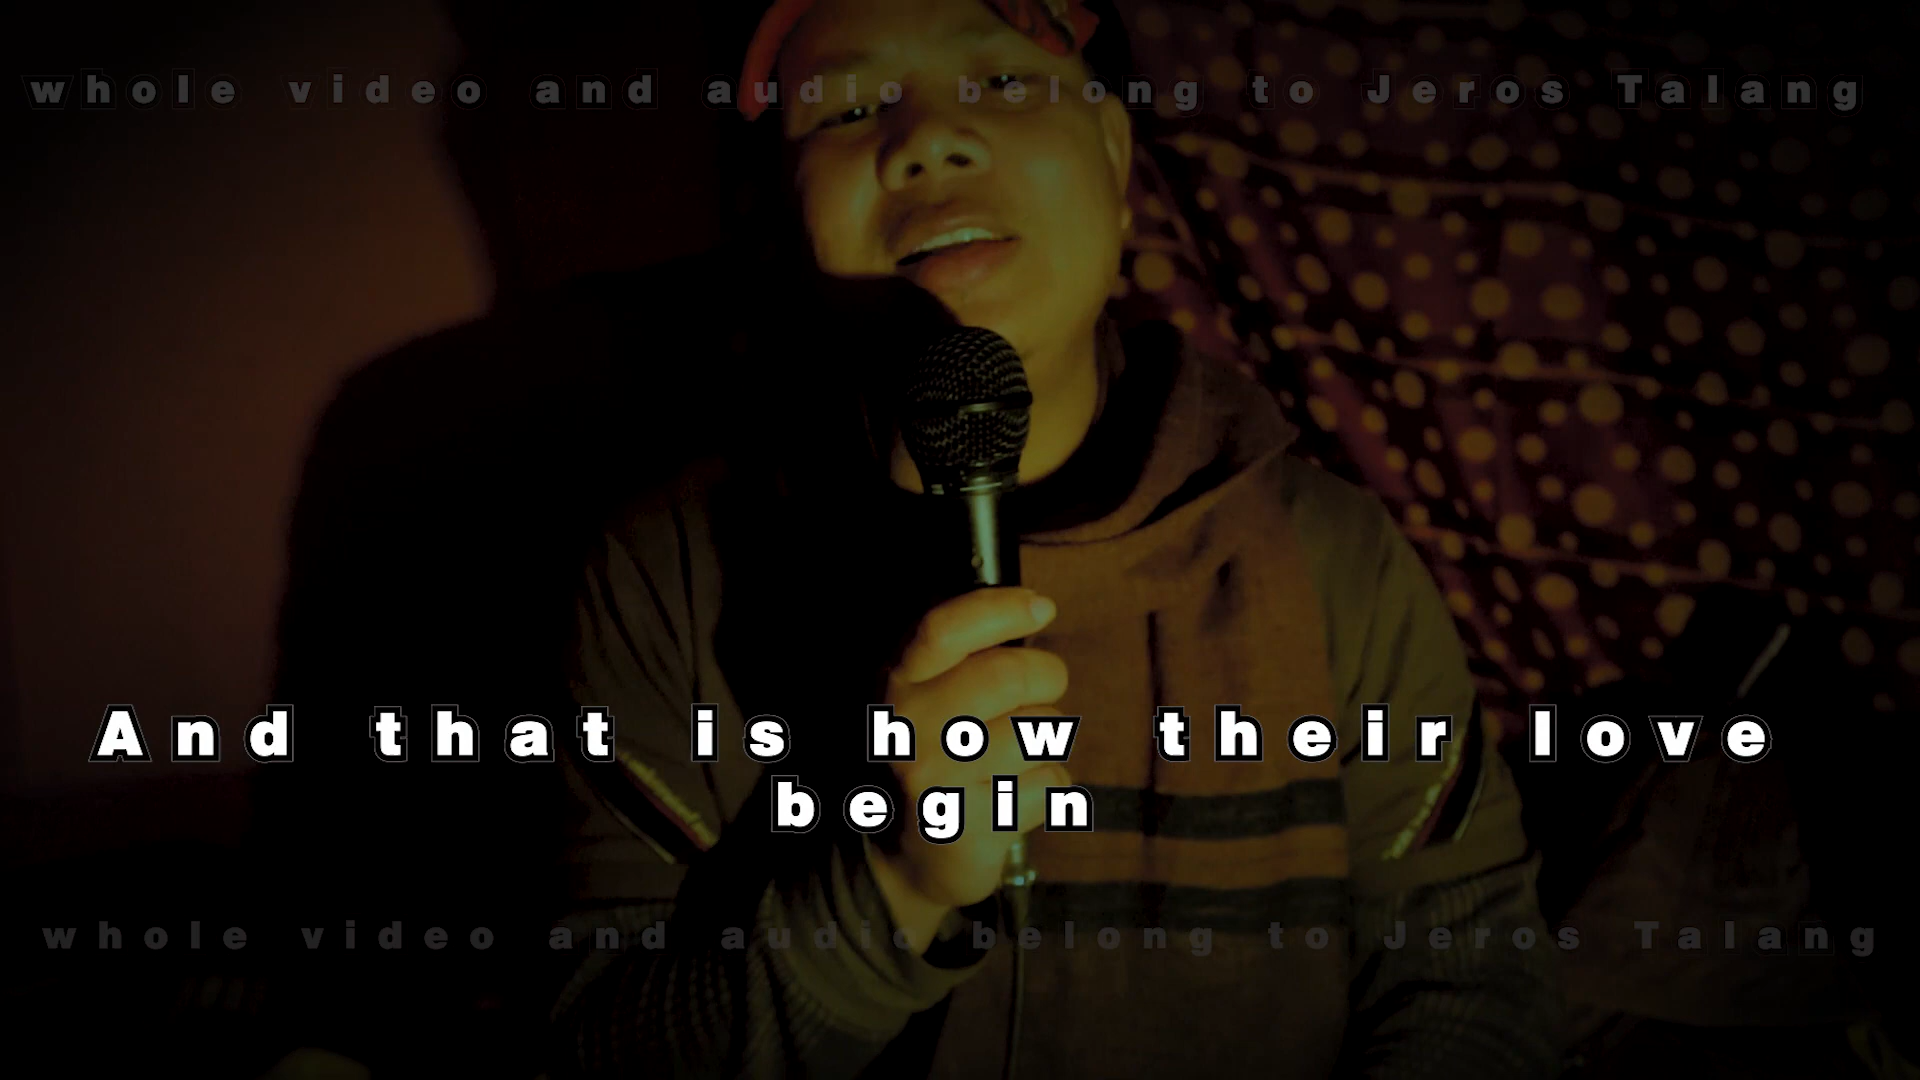 whole video and audio belong to Jeros Talang
And that is how their love
begin
whole video and audio belong to Jeros Talang